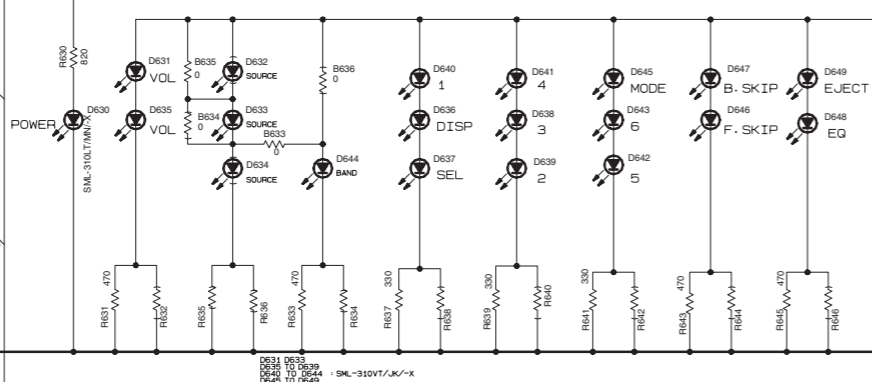 R630
820
POWER
D630
SML-310LT/MN/-X
D631
VOL
D635
VOL
B635
0
B634
0
D632
SOURCE
D633
SOURCE
B633
0
D634
SOURCE
B636
0
D644
BAND
D640
1
D636
DISP
D637
SEL
D641
4
D638
3
D639
2
D645
MODE
D643
6
D642
5
D647
B.SKIP
D646
F.SKIP
D649
EJECT
D648
EQ
470
R631
R632
R635
R636
470
R633
R634
330
R637
R638
330
R639
R640
330
R641
R642
470
R643
R644
470
R645
R646
D631 D633
D635 TO D639
D640 TO D644 : SML-310VT/JK/-X
D645 TO D649